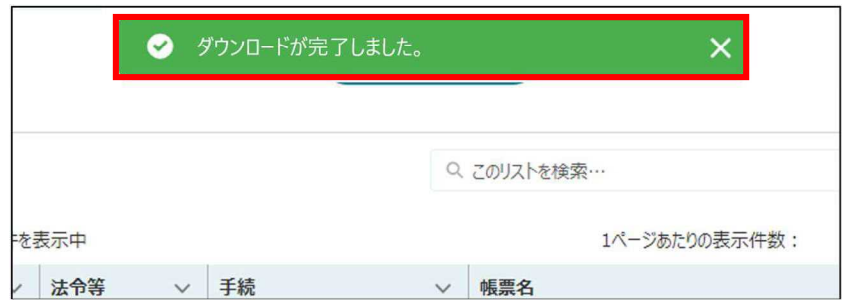 ダウンロードが完了しました。
このリストを検索…
を表示中
1ページあたりの表示件数：
法令等
手続
帳票名